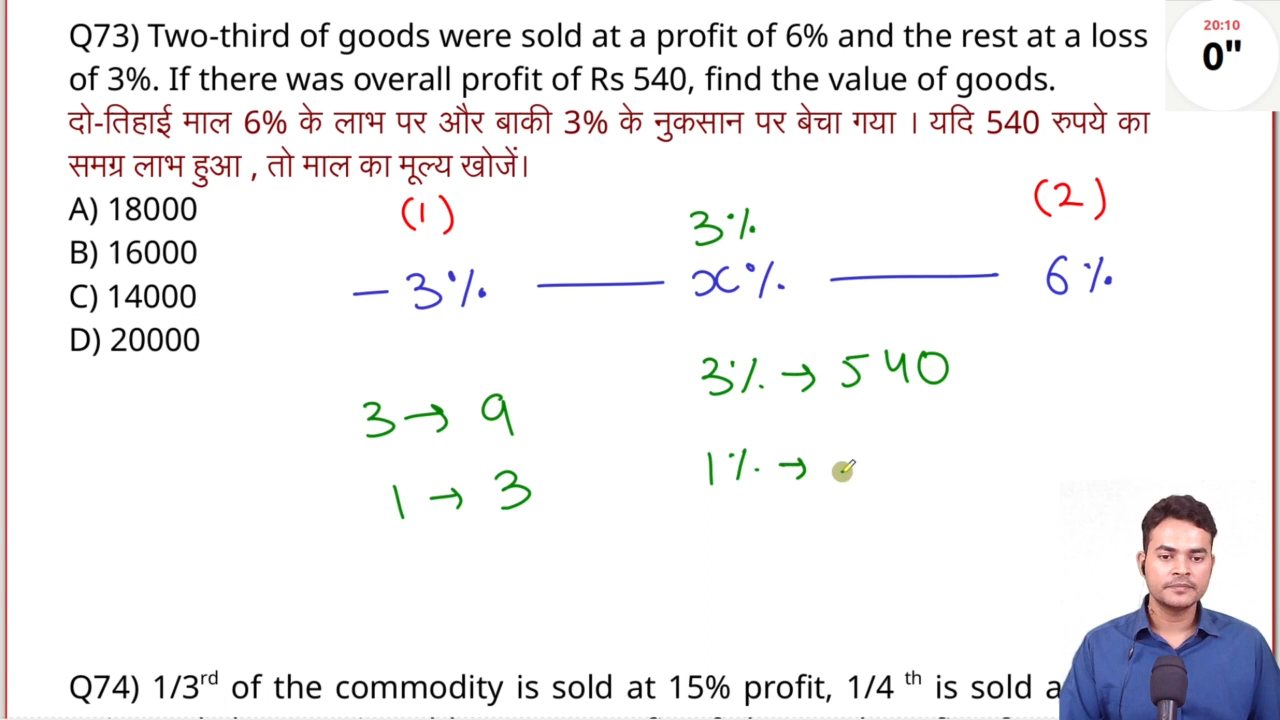 Q73) Two-third of goods were sold at a profit of 6% and the rest at a loss
of 3%. If there was overall profit of Rs 540, find the value of goods.
दो-तिहाई माल 6% के लाभ पर और बाकी 3% के नुकसान पर बेचा गया । यदि 540 रुपये का
समग्र लाभ हुआ , तो माल का मूल्य खोजें।
20:10
0"
A) 18000
B) 16000
C) 14000
D) 20000
(1)
3%
(2)
-3% — x% — 6%
3% → 540
3 → 9
1% →
1 → 3
Q74) 1/3rd of the commodity is sold at 15% profit, 1/4 th is sold a